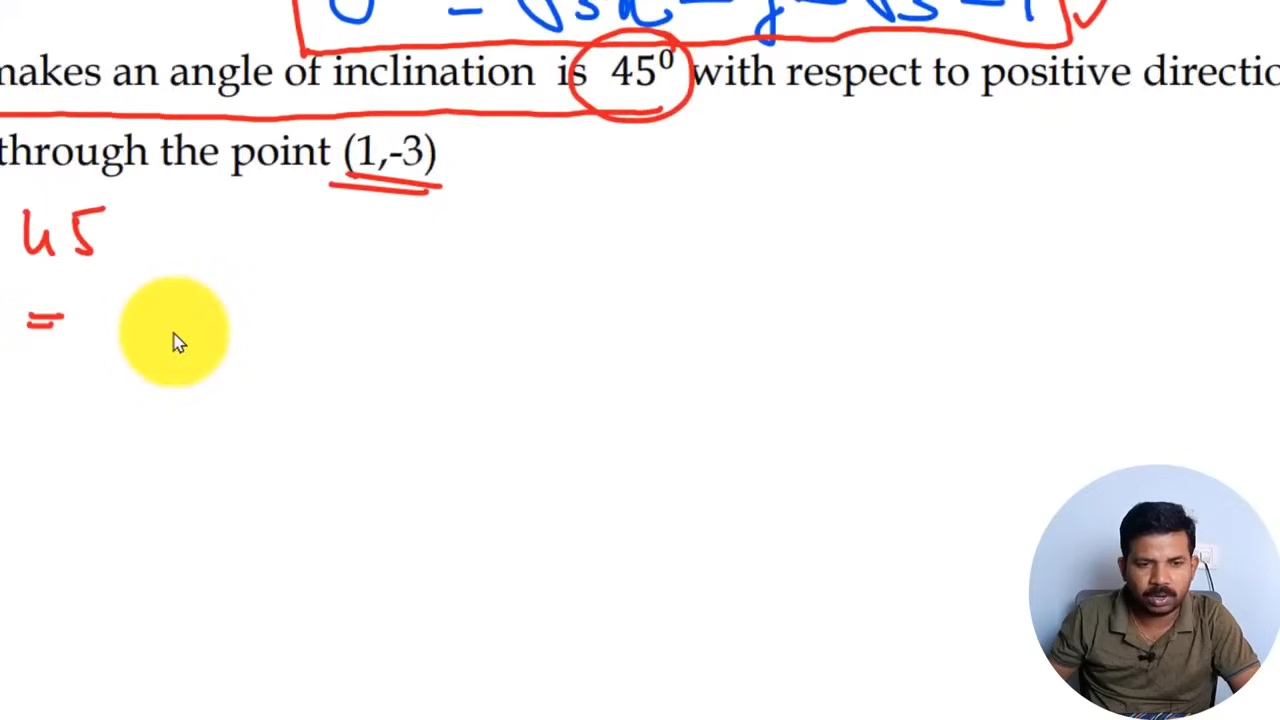 makes an angle of inclination is 45⁰ with respect to positive directio
through the point (1,-3)
45
=